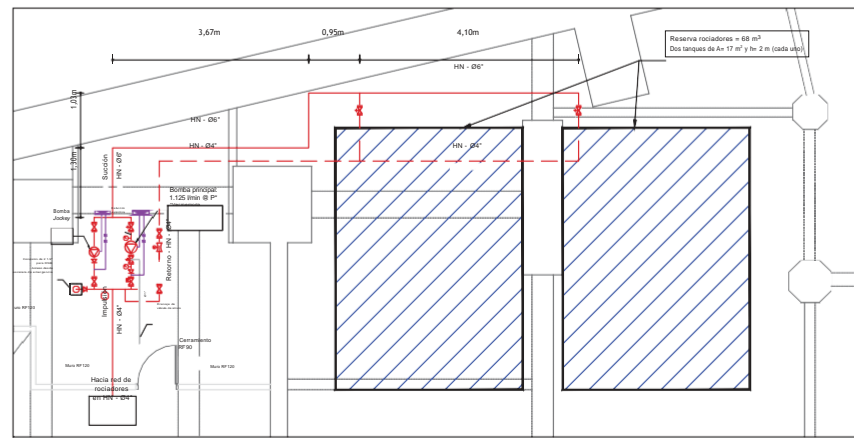 3,67m
0,95m
4,10m
Reserva rociadores = 68 m³
Dos tanques de A= 17 m² y h= 2 m (cada uno)
HN - Ø6"
1,03m
HN - Ø6"
HN - Ø4"
HN - Ø4"
1,30m
Succión
HN - Ø6"
Bomba principal
1.125 l/min @ P*
Bomba
Jockey
Retorno - HN - Ø4"
Impulsión
HN - Ø4"
Cerramiento
RF90
Muro RF120
Muro RF120
Hacia red de
rociadores
en HN - Ø4"